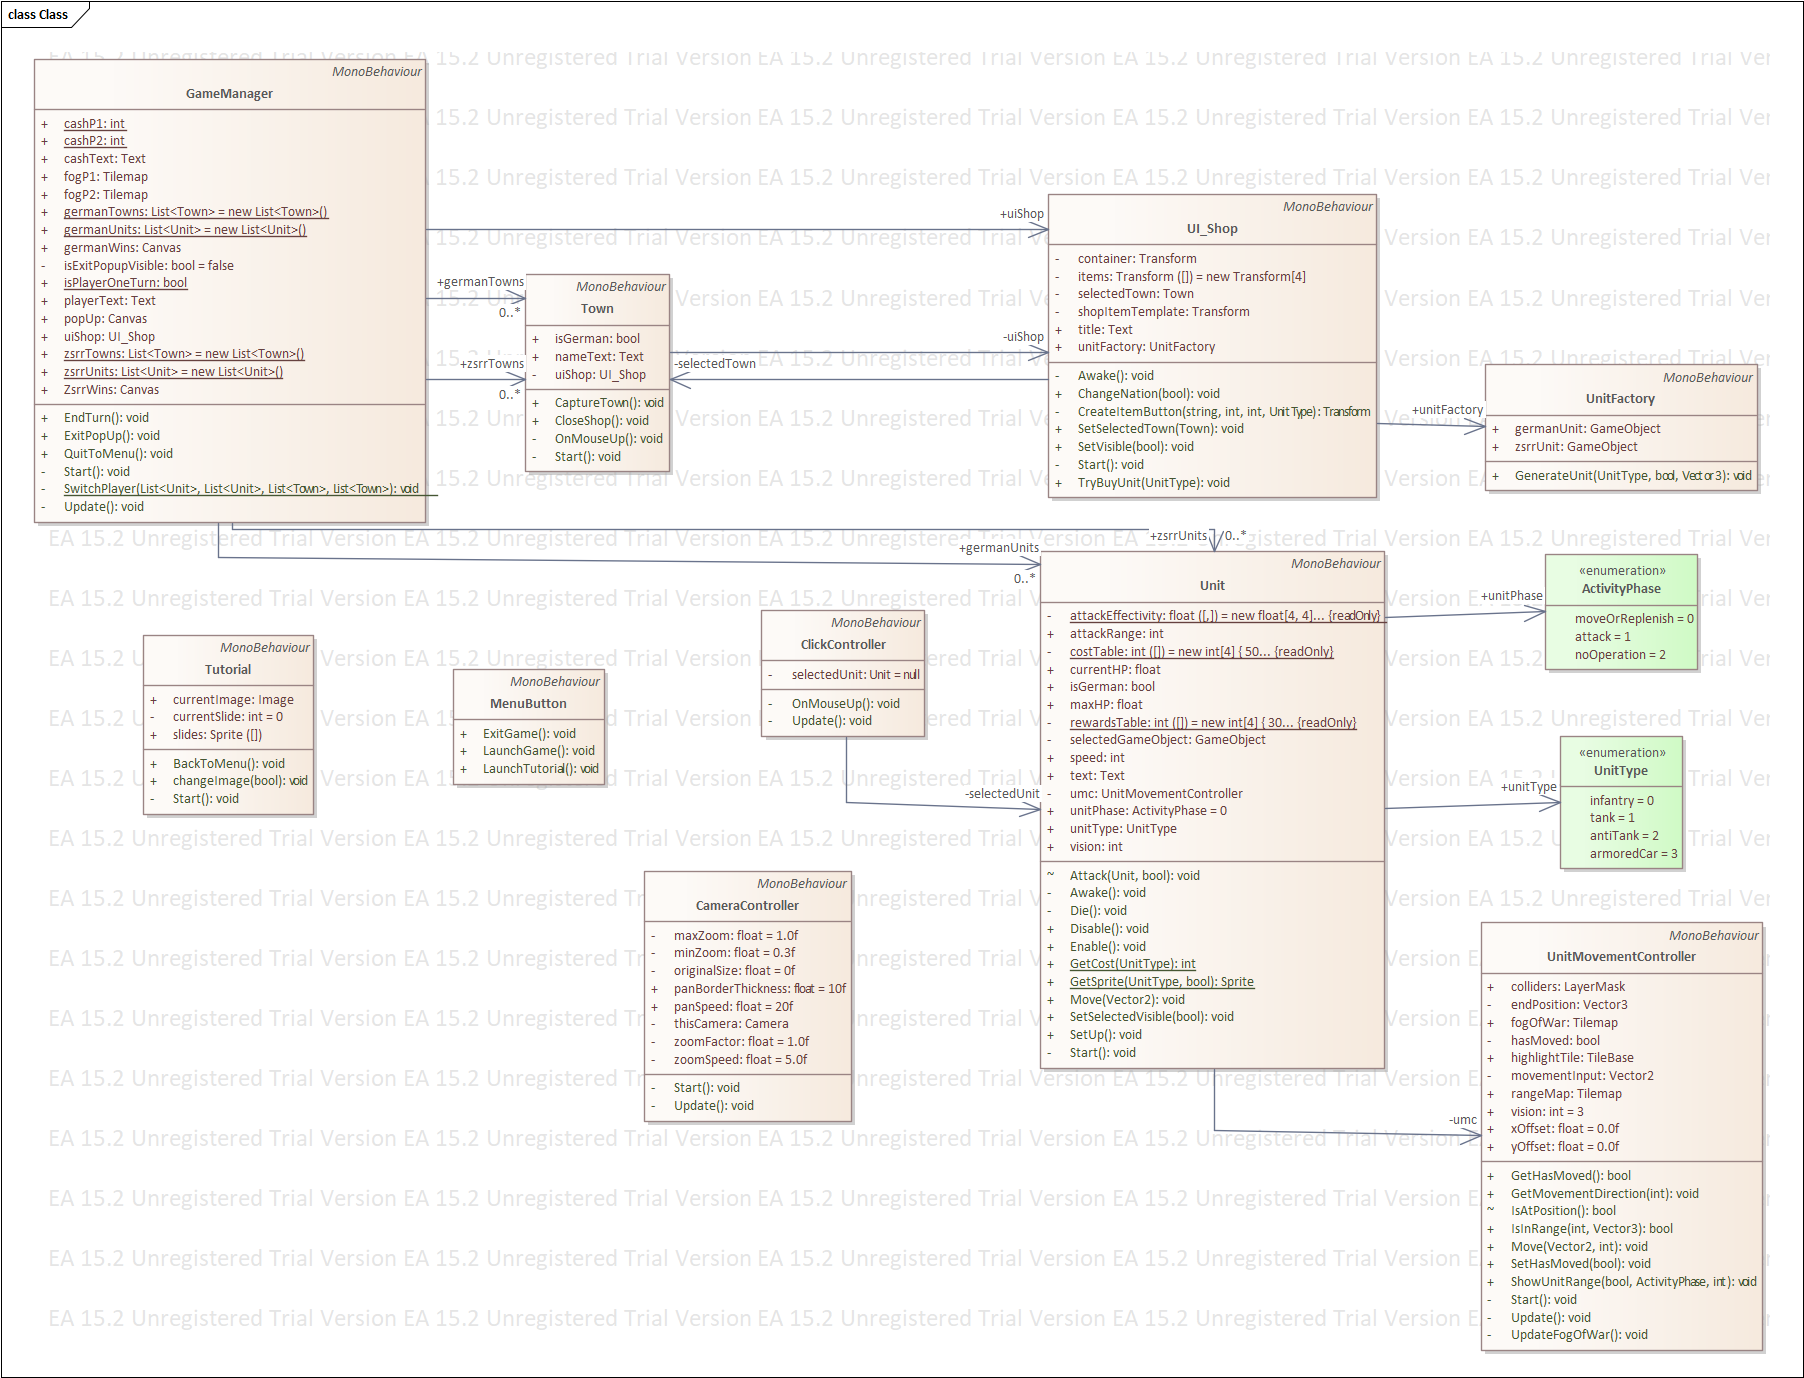 class Class
MonoBehaviour
GameManager
+ cashP1: int
+ cashP2: int
+ cashText: Text
+ fogP1: Tilemap
+ fogP2: Tilemap
+ germanTowns: List<Town> = new List<Town>()
+ germanUnits: List<Unit> = new List<Unit>()
+ germanWins: Canvas
- isExitPopupVisible: bool = false
+ isPlayerOneTurn: bool
+ playerText: Text
+ popUp: Canvas
+ uiShop: UI_Shop
+ zsrrTowns: List<Town> = new List<Town>()
+ zsrrUnits: List<Unit> = new List<Unit>()
+ ZsrrWins: Canvas
+ EndTurn(): void
+ ExitPopUp(): void
+ QuitToMenu(): void
- Start(): void
- SwitchPlayer(List<Unit>, List<Unit>, List<Town>, List<Town>): void
- Update(): void
+germanTowns
0..*
+zsrrTowns
0..*
MonoBehaviour
Town
+ isGerman: bool
+ nameText: Text
- uiShop: UI_Shop
+ CaptureTown(): void
+ CloseShop(): void
- OnMouseUp(): void
- Start(): void
+uiShop
-uiShop
-selectedTown
MonoBehaviour
UI_Shop
- container: Transform
- items: Transform ([]) = new Transform[4]
- selectedTown: Town
- shopItemTemplate: Transform
+ title: Text
+ unitFactory: UnitFactory
- Awake(): void
+ ChangeNation(bool): void
- CreateItemButton(string, int, int, UnitType): Transform
+ SetSelectedTown(Town): void
+ SetVisible(bool): void
- Start(): void
+ TryBuyUnit(UnitType): void
+unitFactory
MonoBehaviour
UnitFactory
+ germanUnit: GameObject
+ zsrrUnit: GameObject
+ GenerateUnit(UnitType, bool, Vector3): void
+germanUnits
0..*
+zsrrUnits
0..*
MonoBehaviour
Unit
- attackEffectivity: float ([,]) = new float[4, 4]... {readOnly}
+ attackRange: int
- costTable: int ([]) = new int[4] { 50... {readOnly}
+ currentHP: float
+ isGerman: bool
+ maxHP: float
- rewardsTable: int ([]) = new int[4] { 30... {readOnly}
- selectedGameObject: GameObject
+ speed: int
+ text: Text
- umc: UnitMovementController
+ unitPhase: ActivityPhase = 0
+ unitType: UnitType
+ vision: int
~ Attack(Unit, bool): void
- Awake(): void
- Die(): void
+ Disable(): void
+ Enable(): void
+ GetCost(UnitType): int
+ GetSprite(UnitType, bool): Sprite
+ Move(Vector2): void
+ SetSelectedVisible(bool): void
+ SetUp(): void
- Start(): void
+unitPhase
«enumeration»
ActivityPhase
moveOrReplenish = 0
attack = 1
noOperation = 2
+unitType
«enumeration»
UnitType
infantry = 0
tank = 1
antiTank = 2
armoredCar = 3
MonoBehaviour
Tutorial
+ currentImage: Image
- currentSlide: int = 0
+ slides: Sprite ([])
+ BackToMenu(): void
+ changeImage(bool): void
- Start(): void
MonoBehaviour
MenuButton
+ ExitGame(): void
+ LaunchGame(): void
+ LaunchTutorial(): void
MonoBehaviour
ClickController
- selectedUnit: Unit = null
- OnMouseUp(): void
- Update(): void
-selectedUnit
MonoBehaviour
CameraController
- maxZoom: float = 1.0f
- minZoom: float = 0.3f
- originalSize: float = 0f
+ panBorderThickness: float = 10f
+ panSpeed: float = 20f
- thisCamera: Camera
- zoomFactor: float = 1.0f
- zoomSpeed: float = 5.0f
- Start(): void
- Update(): void
-umc
MonoBehaviour
UnitMovementController
+ colliders: LayerMask
- endPosition: Vector3
+ fogOfWar: Tilemap
- hasMoved: bool
+ highlightTile: TileBase
- movementInput: Vector2
+ rangeMap: Tilemap
+ vision: int = 3
+ xOffset: float = 0.0f
+ yOffset: float = 0.0f
+ GetHasMoved(): bool
+ GetMovementDirection(int): void
~ IsAtPosition(): bool
+ IsInRange(int, Vector3): bool
+ Move(Vector2, int): void
+ SetHasMoved(bool): void
+ ShowUnitRange(bool, ActivityPhase, int): void
- Start(): void
- Update(): void
- UpdateFogOfWar(): void
EA 15.2 Unregistered Trial Version